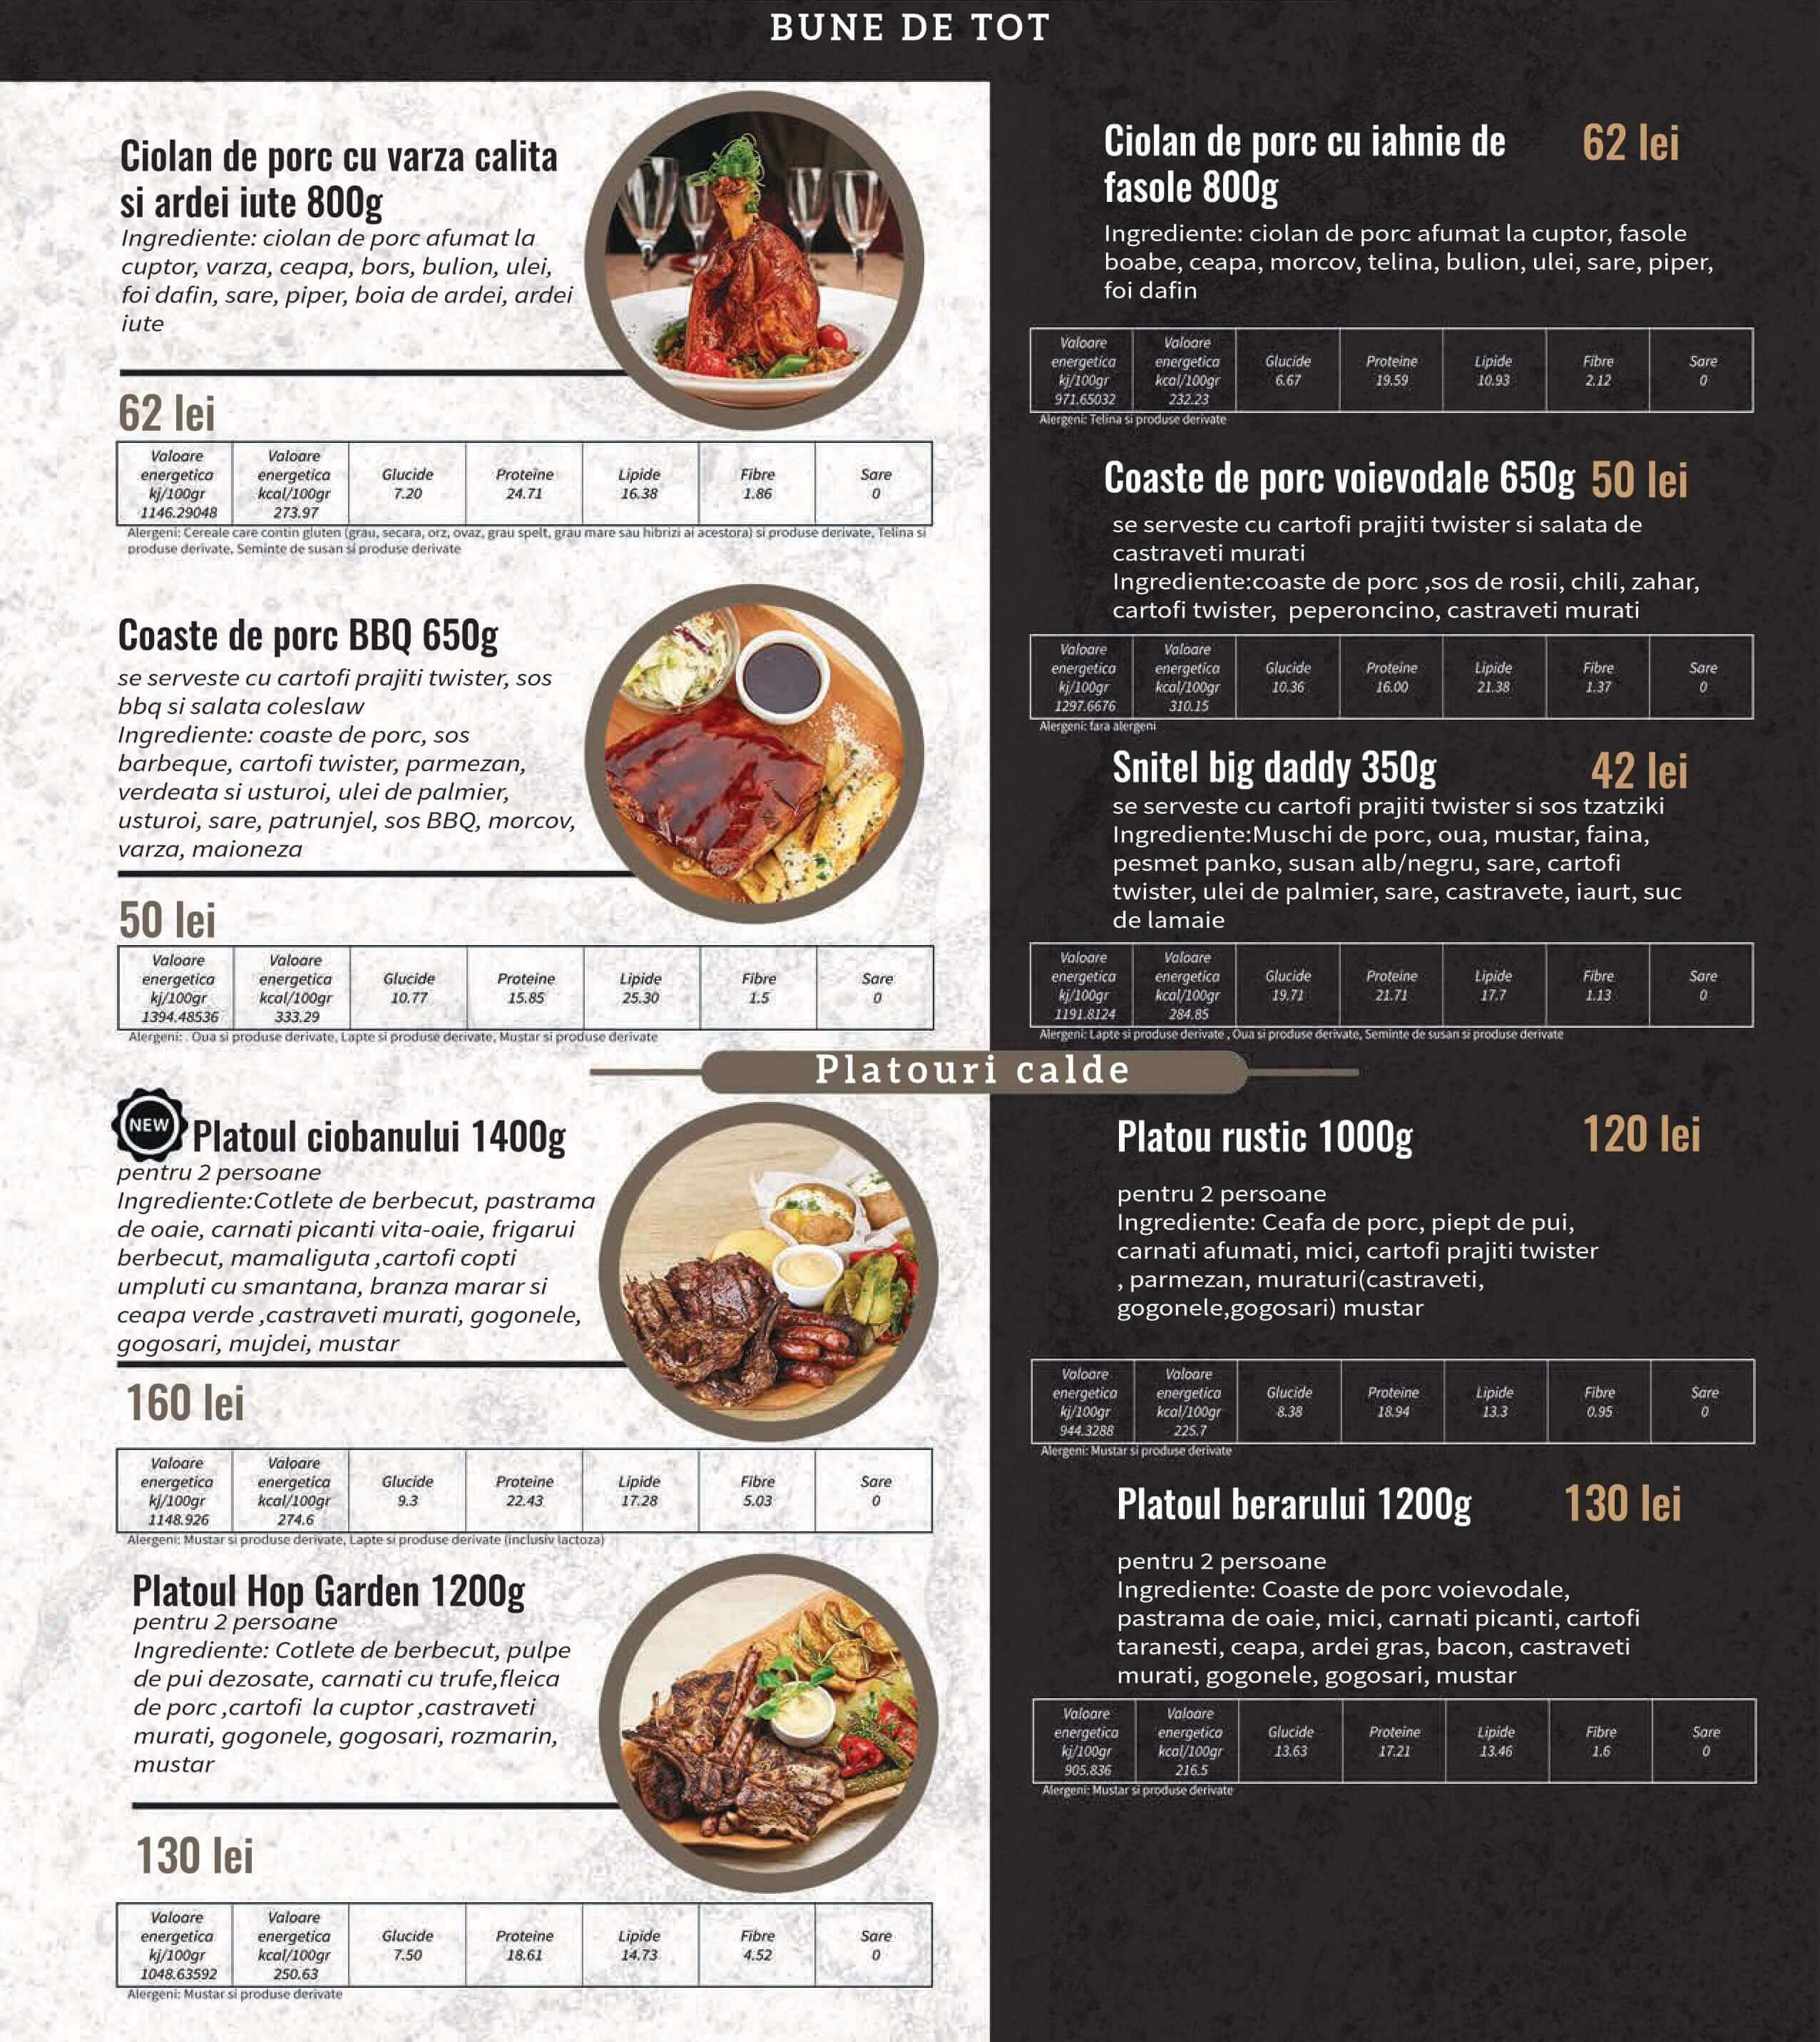 BUNE DE TOT
Ciolan de porc cu varza calita
si ardei iute 800g
Ingrediente: ciolan de porc afumat la
cuptor, varza, ceapa, bors, bulion, ulei,
foi dafin, sare, piper, boia de ardei, ardei
iute
62 lei
Valoare energetica kj/100gr 1146.29048 Valoare energetica kcal/100gr 273.97 Glucide 7.20 Proteine 24.71 Lipide 16.38 Fibre 1.86 Sare 0
Alergeni: Cereale care contin gluten (grau, secara, orz, ovaz, grau spelt, grau mare sau hibrizi ai acestora) si produse derivate, Telina si
produse derivate, Seminte de susan si produse derivate
Coaste de porc BBQ 650g
se serveste cu cartofi prajiti twister, sos
bbq si salata coleslaw
Ingrediente: coaste de porc, sos
barbeque, cartofi twister, parmezan,
verdeata si usturoi, ulei de palmier,
usturoi, sare, patrunjel, sos BBQ, morcov,
varza, maioneza
50 lei
Valoare energetica kj/100gr 1394.48536 Valoare energetica kcal/100gr 333.29 Glucide 10.77 Proteine 15.85 Lipide 25.30 Fibre 1.5 Sare 0
Alergeni: . Oua si produse derivate, Lapte si produse derivate, Mustar si produse derivate
Ciolan de porc cu iahnie de 62 lei
fasole 800g
Ingrediente: ciolan de porc afumat la cuptor, fasole
boabe, ceapa, morcov, telina, bulion, ulei, sare, piper,
foi dafin
Valoare energetica kj/100gr 971.65032 Valoare energetica kcal/100gr 232.23 Glucide 6.67 Proteine 19.59 Lipide 10.93 Fibre 2.12 Sare 0
Alergeni: Telina si produse derivate
Coaste de porc voievodale 650g 50 lei
se serveste cu cartofi prajiti twister si salata de
castraveti murati
Ingrediente:coaste de porc ,sos de rosii, chili, zahar,
cartofi twister, peperoncino, castraveti murati
Valoare energetica kj/100gr 1297.6676 Valoare energetica kcal/100gr 310.15 Glucide 10.36 Proteine 16.00 Lipide 21.38 Fibre 1.37 Sare 0
Alergeni: fara alergeni
Snitel big daddy 350g 42 lei
se serveste cu cartofi prajiti twister si sos tzatziki
Ingrediente:Muschi de porc, oua, mustar, faina,
pesmet panko, susan alb/negru, sare, cartofi
twister, ulei de palmier, sare, castravete, iaurt, suc
de lamaie
Valoare energetica kj/100gr 1191.8124 Valoare energetica kcal/100gr 284.85 Glucide 19.71 Proteine 21.71 Lipide 17.7 Fibre 1.13 Sare 0
Alergeni: Lapte si produse derivate , Oua si produse derivate, Seminte de susan si produse derivate
Platouri calde
NEW Platoul ciobanului 1400g
pentru 2 persoane
Ingrediente:Cotlete de berbecut, pastrama
de oaie, carnati picanti vita-oaie, frigarui
berbecut, mamaliguta ,cartofi copti
umpluti cu smantana, branza marar si
ceapa verde ,castraveti murati, gogonele,
gogosari, mujdei, mustar
160 lei
Valoare energetica kj/100gr 1148.926 Valoare energetica kcal/100gr 274.6 Glucide 9.3 Proteine 22.43 Lipide 17.28 Fibre 5.03 Sare 0
Alergeni: Mustar si produse derivate, Lapte si produse derivate (inclusiv lactoza)
Platoul Hop Garden 1200g
pentru 2 persoane
Ingrediente: Cotlete de berbecut, pulpe
de pui dezosate, carnati cu trufe,fleica
de porc ,cartofi la cuptor ,castraveti
murati, gogonele, gogosari, rozmarin,
mustar
130 lei
Valoare energetica kj/100gr 1048.63592 Valoare energetica kcal/100gr 250.63 Glucide 7.50 Proteine 18.61 Lipide 14.73 Fibre 4.52 Sare 0
Alergeni: Mustar si produse derivate
Platou rustic 1000g 120 lei
pentru 2 persoane
Ingrediente: Ceafa de porc, piept de pui,
carnati afumati, mici, cartofi prajiti twister
, parmezan, muraturi(castraveti,
gogonele,gogosari) mustar
Valoare energetica kj/100gr 944.3288 Valoare energetica kcal/100gr 225.7 Glucide 8.38 Proteine 18.94 Lipide 13.3 Fibre 0.95 Sare 0
Alergeni: Mustar si produse derivate
Platoul berarului 1200g 130 lei
pentru 2 persoane
Ingrediente: Coaste de porc voievodale,
pastrama de oaie, mici, carnati picanti, cartofi
taranesti, ceapa, ardei gras, bacon, castraveti
murati, gogonele, gogosari, mustar
Valoare energetica kj/100gr 905.836 Valoare energetica kcal/100gr 216.5 Glucide 13.63 Proteine 17.21 Lipide 13.46 Fibre 1.6 Sare 0
Alergeni: Mustar si produse derivate